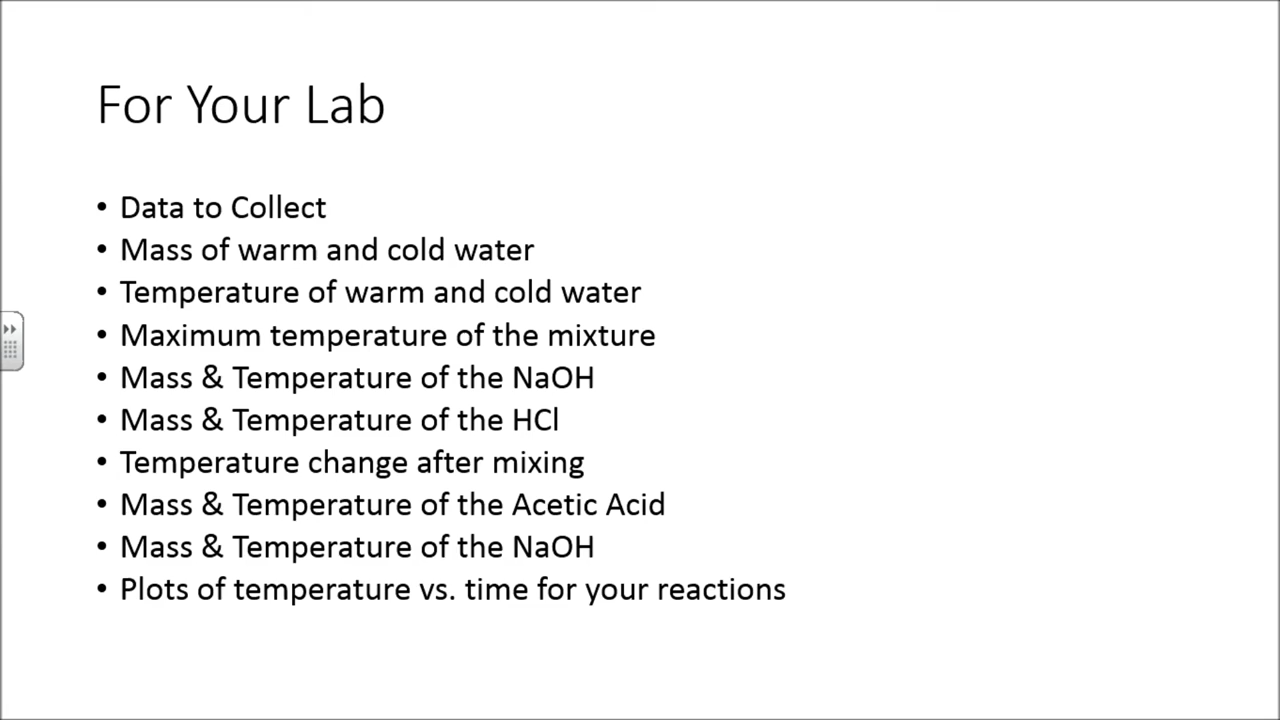 For Your Lab
• Data to Collect
• Mass of warm and cold water
• Temperature of warm and cold water
• Maximum temperature of the mixture
• Mass & Temperature of the NaOH
• Mass & Temperature of the HCl
• Temperature change after mixing
• Mass & Temperature of the Acetic Acid
• Mass & Temperature of the NaOH
• Plots of temperature vs. time for your reactions